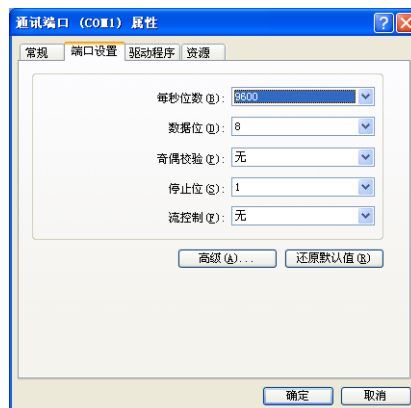 通讯端口 (COM1) 属性
常规 端口设置 驱动程序 资源
每秒位数(B): 9600
数据位(D): 8
奇偶校验(P): 无
停止位(S): 1
流控制(F): 无
高级(A)... 还原默认值(R)
确定 取消